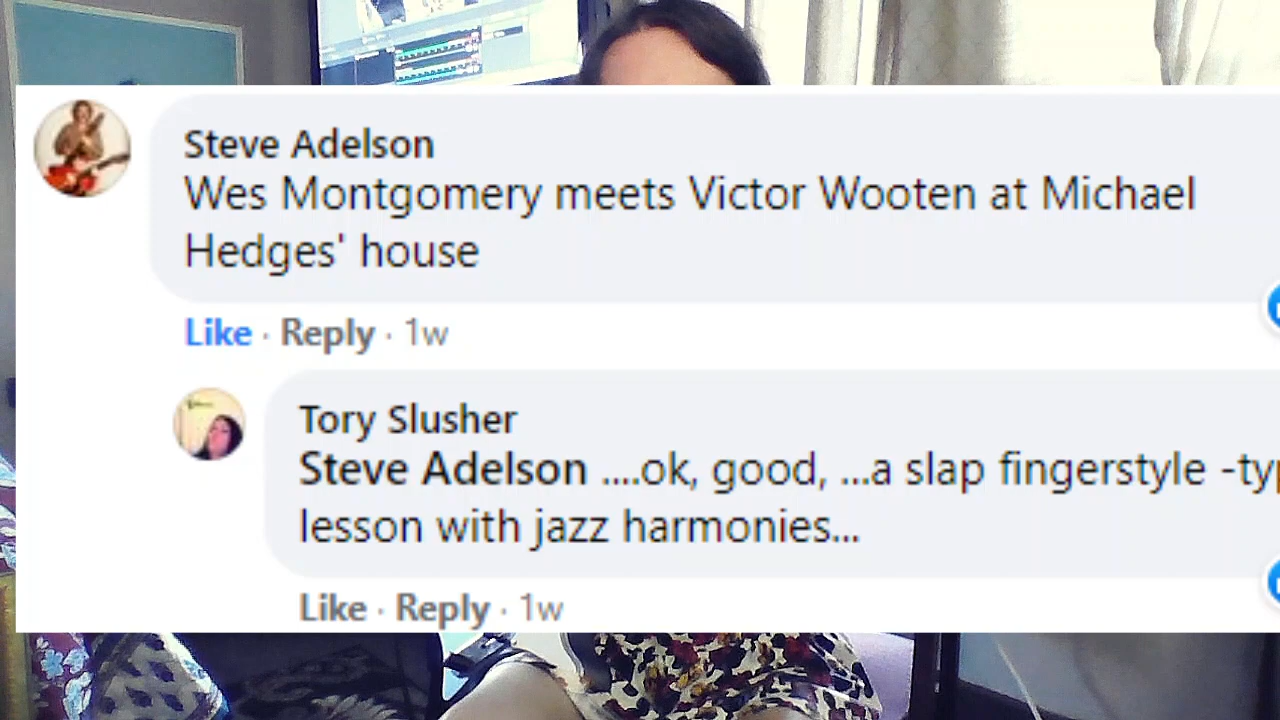 Steve Adelson
Wes Montgomery meets Victor Wooten at Michael
Hedges' house
Like · Reply · 1w
Tory Slusher
Steve Adelson ....ok, good, ...a slap fingerstyle -typ
lesson with jazz harmonies...
Like · Reply · 1w